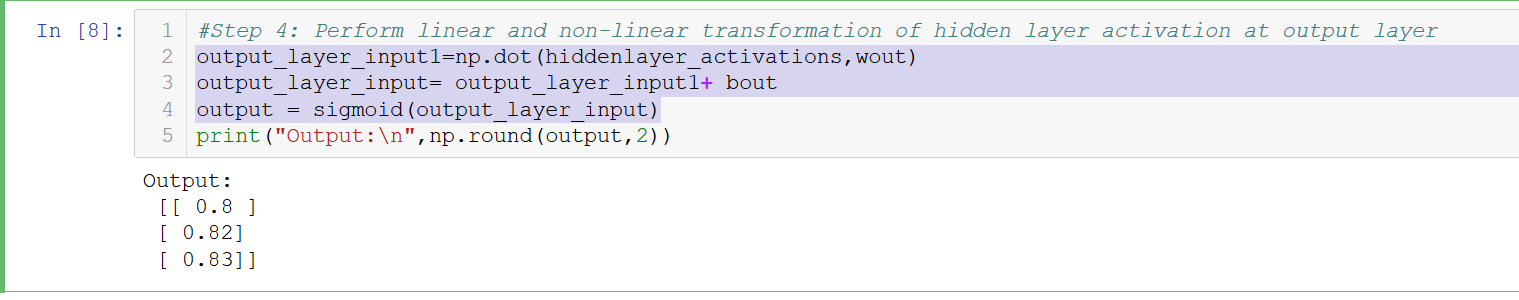 In [8]:
1 #Step 4: Perform linear and non-linear transformation of hidden layer activation at output layer
2 output_layer_input1=np.dot(hiddenlayer_activations,wout)
3 output_layer_input= output_layer_input1+ bout
4 output = sigmoid(output_layer_input)
5 print("Output:\n",np.round(output,2))
Output:
[[ 0.8 ]
[ 0.82]
[ 0.83]]